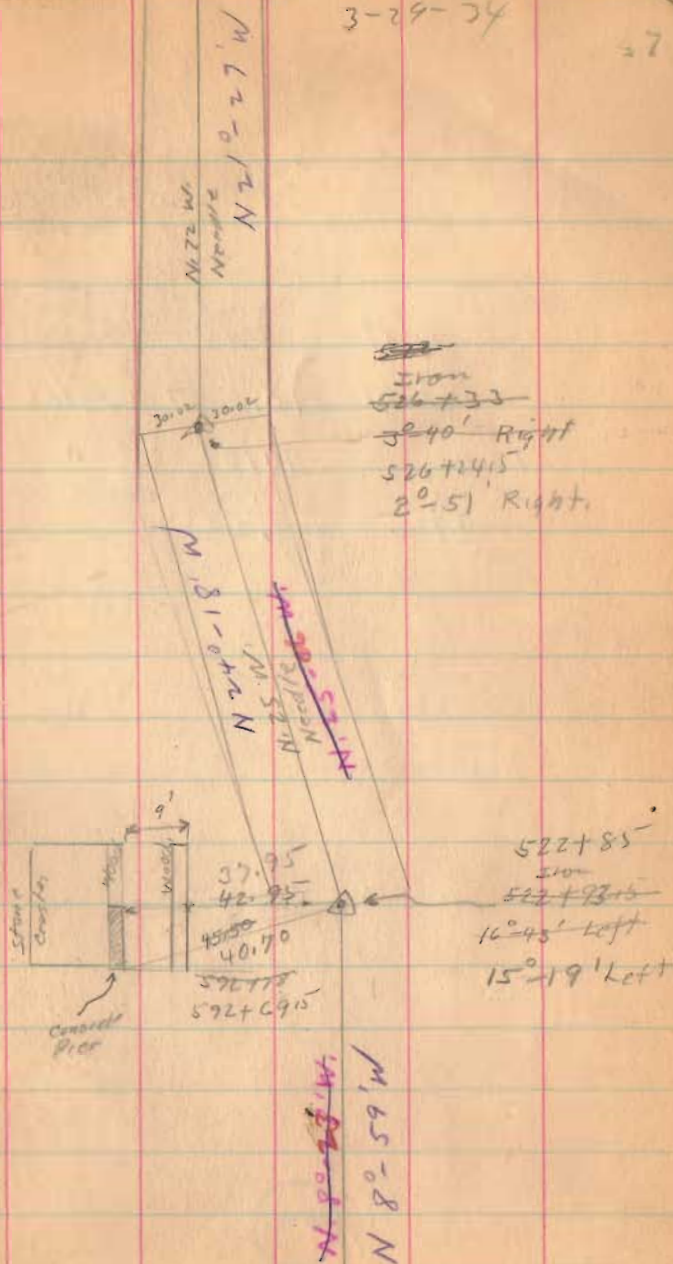 3-29-34
N 21°-27' W
N. 22 W.
Needle
30.02 30.02
Iron
526+33
3°-40' Right
526+24.5
2°-51' Right.
N 24°-18' W
N. 25 W.
Needle
9'
Stone
Crusher
Wood
37.95
42.95
45.50
40.70
592+78
592+69.5
Concrete
Pier
522+85
Iron
522+93.5
16°-43' Left
15°-19' Left
N 8°-59' W